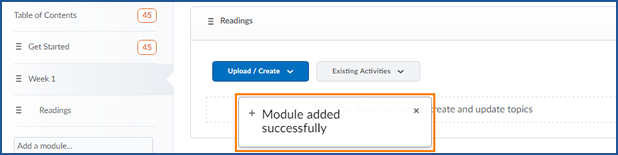 Table of Contents 45
Get Started 45
Week 1
Readings
Add a module...
Readings
Upload / Create
Existing Activities
create and update topics
Module added
successfully